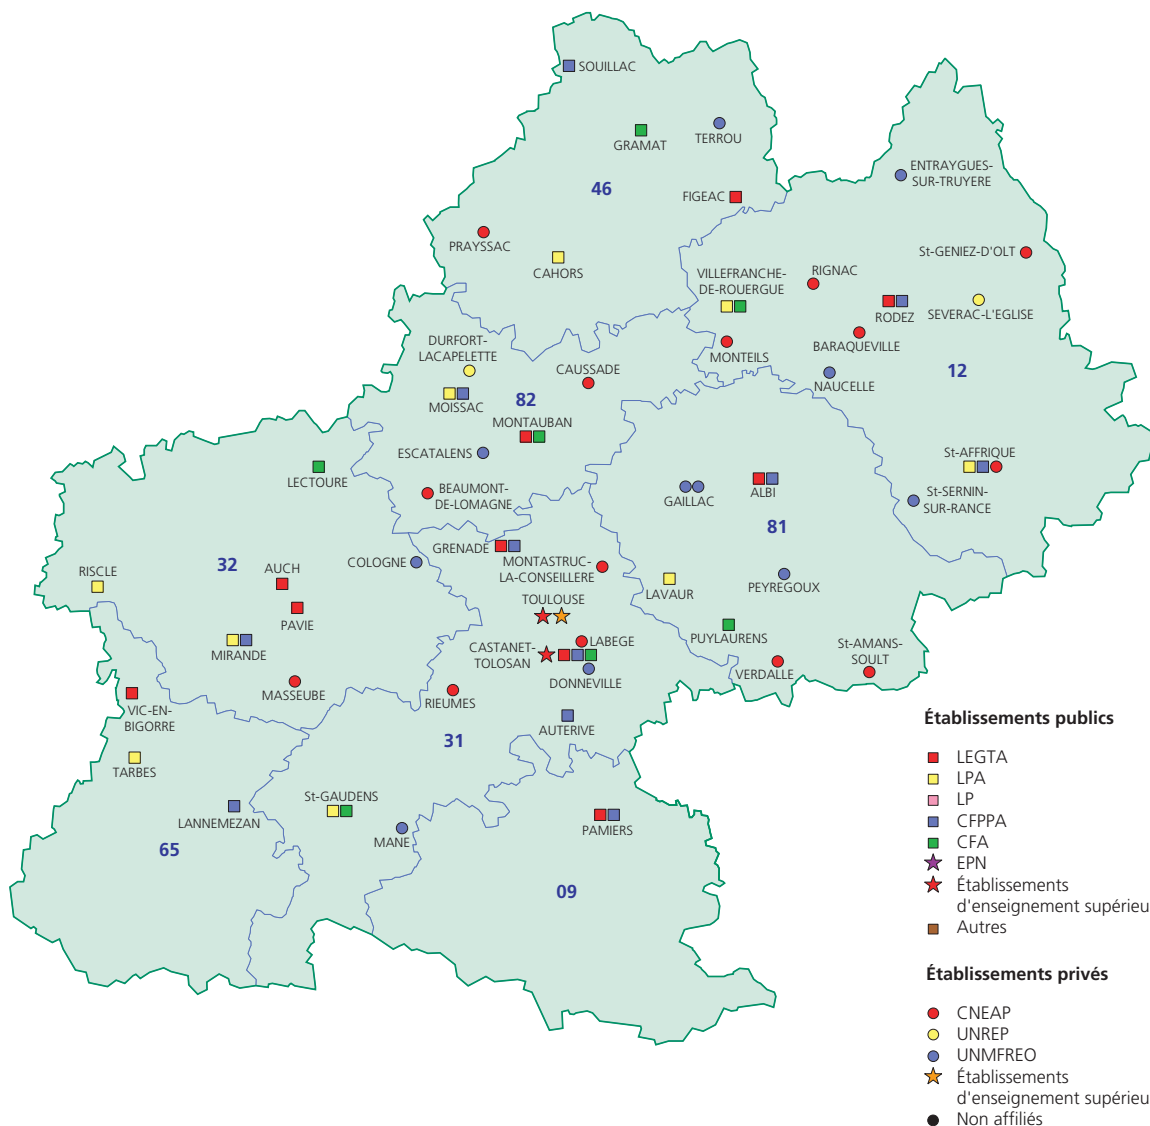 SOUILLAC
GRAMAT
TERROU
ENTRAYGUES-
SUR-TRUYERE
46
FIGEAC
PRAYSSAC
CAHORS
St-GENIEZ-D'OLT
VILLEFRANCHE-
DE-ROUERGUE
RIGNAC
RODEZ
SEVERAC-L'EGLISE
DURFORT-
LACAPELETTE
MONTEILS
BARAQUEVILLE
CAUSSADE
NAUCELLE
12
82
MOISSAC
MONTAUBAN
ESCATALENS
St-AFFRIQUE
LECTOURE
BEAUMONT-
DE-LOMAGNE
GAILLAC
ALBI
St-SERNIN-
SUR-RANCE
81
GRENADE
COLOGNE
MONTASTRUC-
LA-CONSEILLERE
32
RISCLE
AUCH
LAVAUR
PEYREGOUX
TOULOUSE
PAVIE
PUYLAURENS
MIRANDE
CASTANET-
TOLOSAN
LABEGE
St-AMANS-
SOULT
VERDALLE
DONNEVILLE
MASSEUBE
RIEUMES
VIC-EN-
BIGORRE
AUTERIVE
31
TARBES
St-GAUDENS
LANNEMEZAN
MANE
PAMIERS
65
09
Établissements publics
LEGTA
LPA
LP
CFPPA
CFA
EPN
Établissements
d'enseignement supérieu
Autres
Établissements privés
CNEAP
UNREP
UNMFREO
Établissements
d'enseignement supérieu
Non affiliés